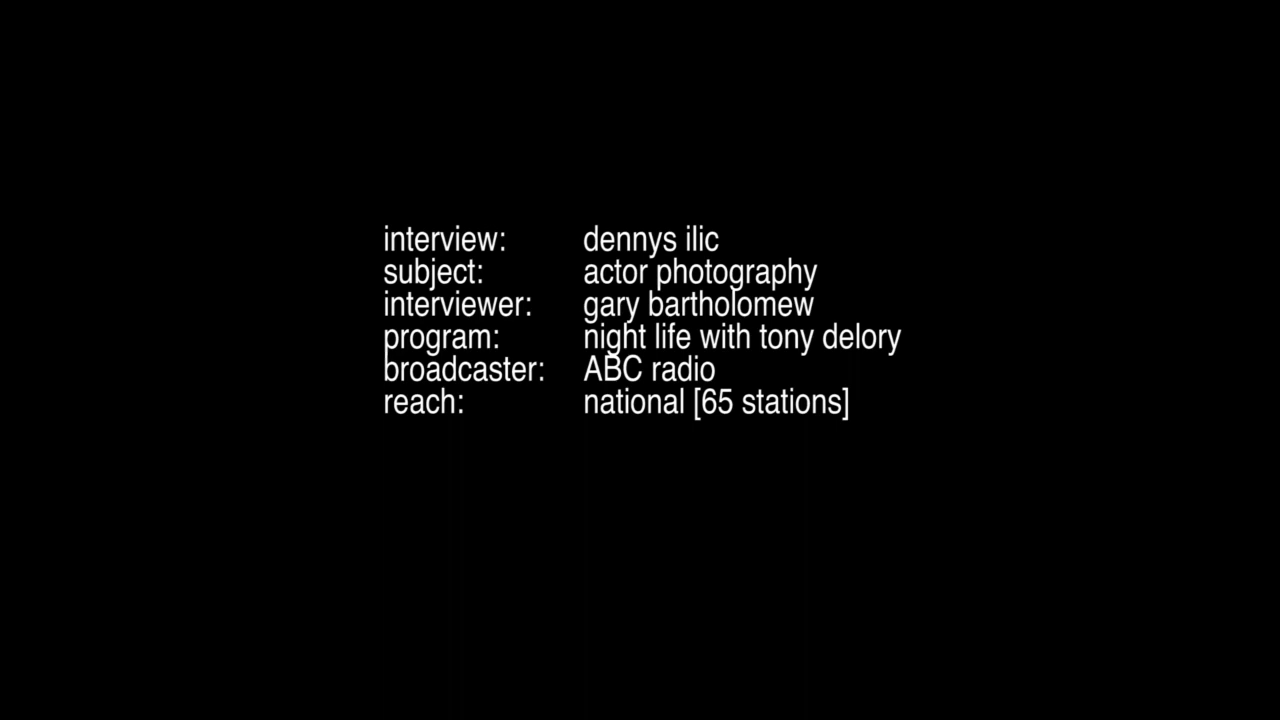 interview: dennys ilic
subject: actor photography
interviewer: gary bartholomew
program: night life with tony delory
broadcaster: ABC radio
reach: national [65 stations]